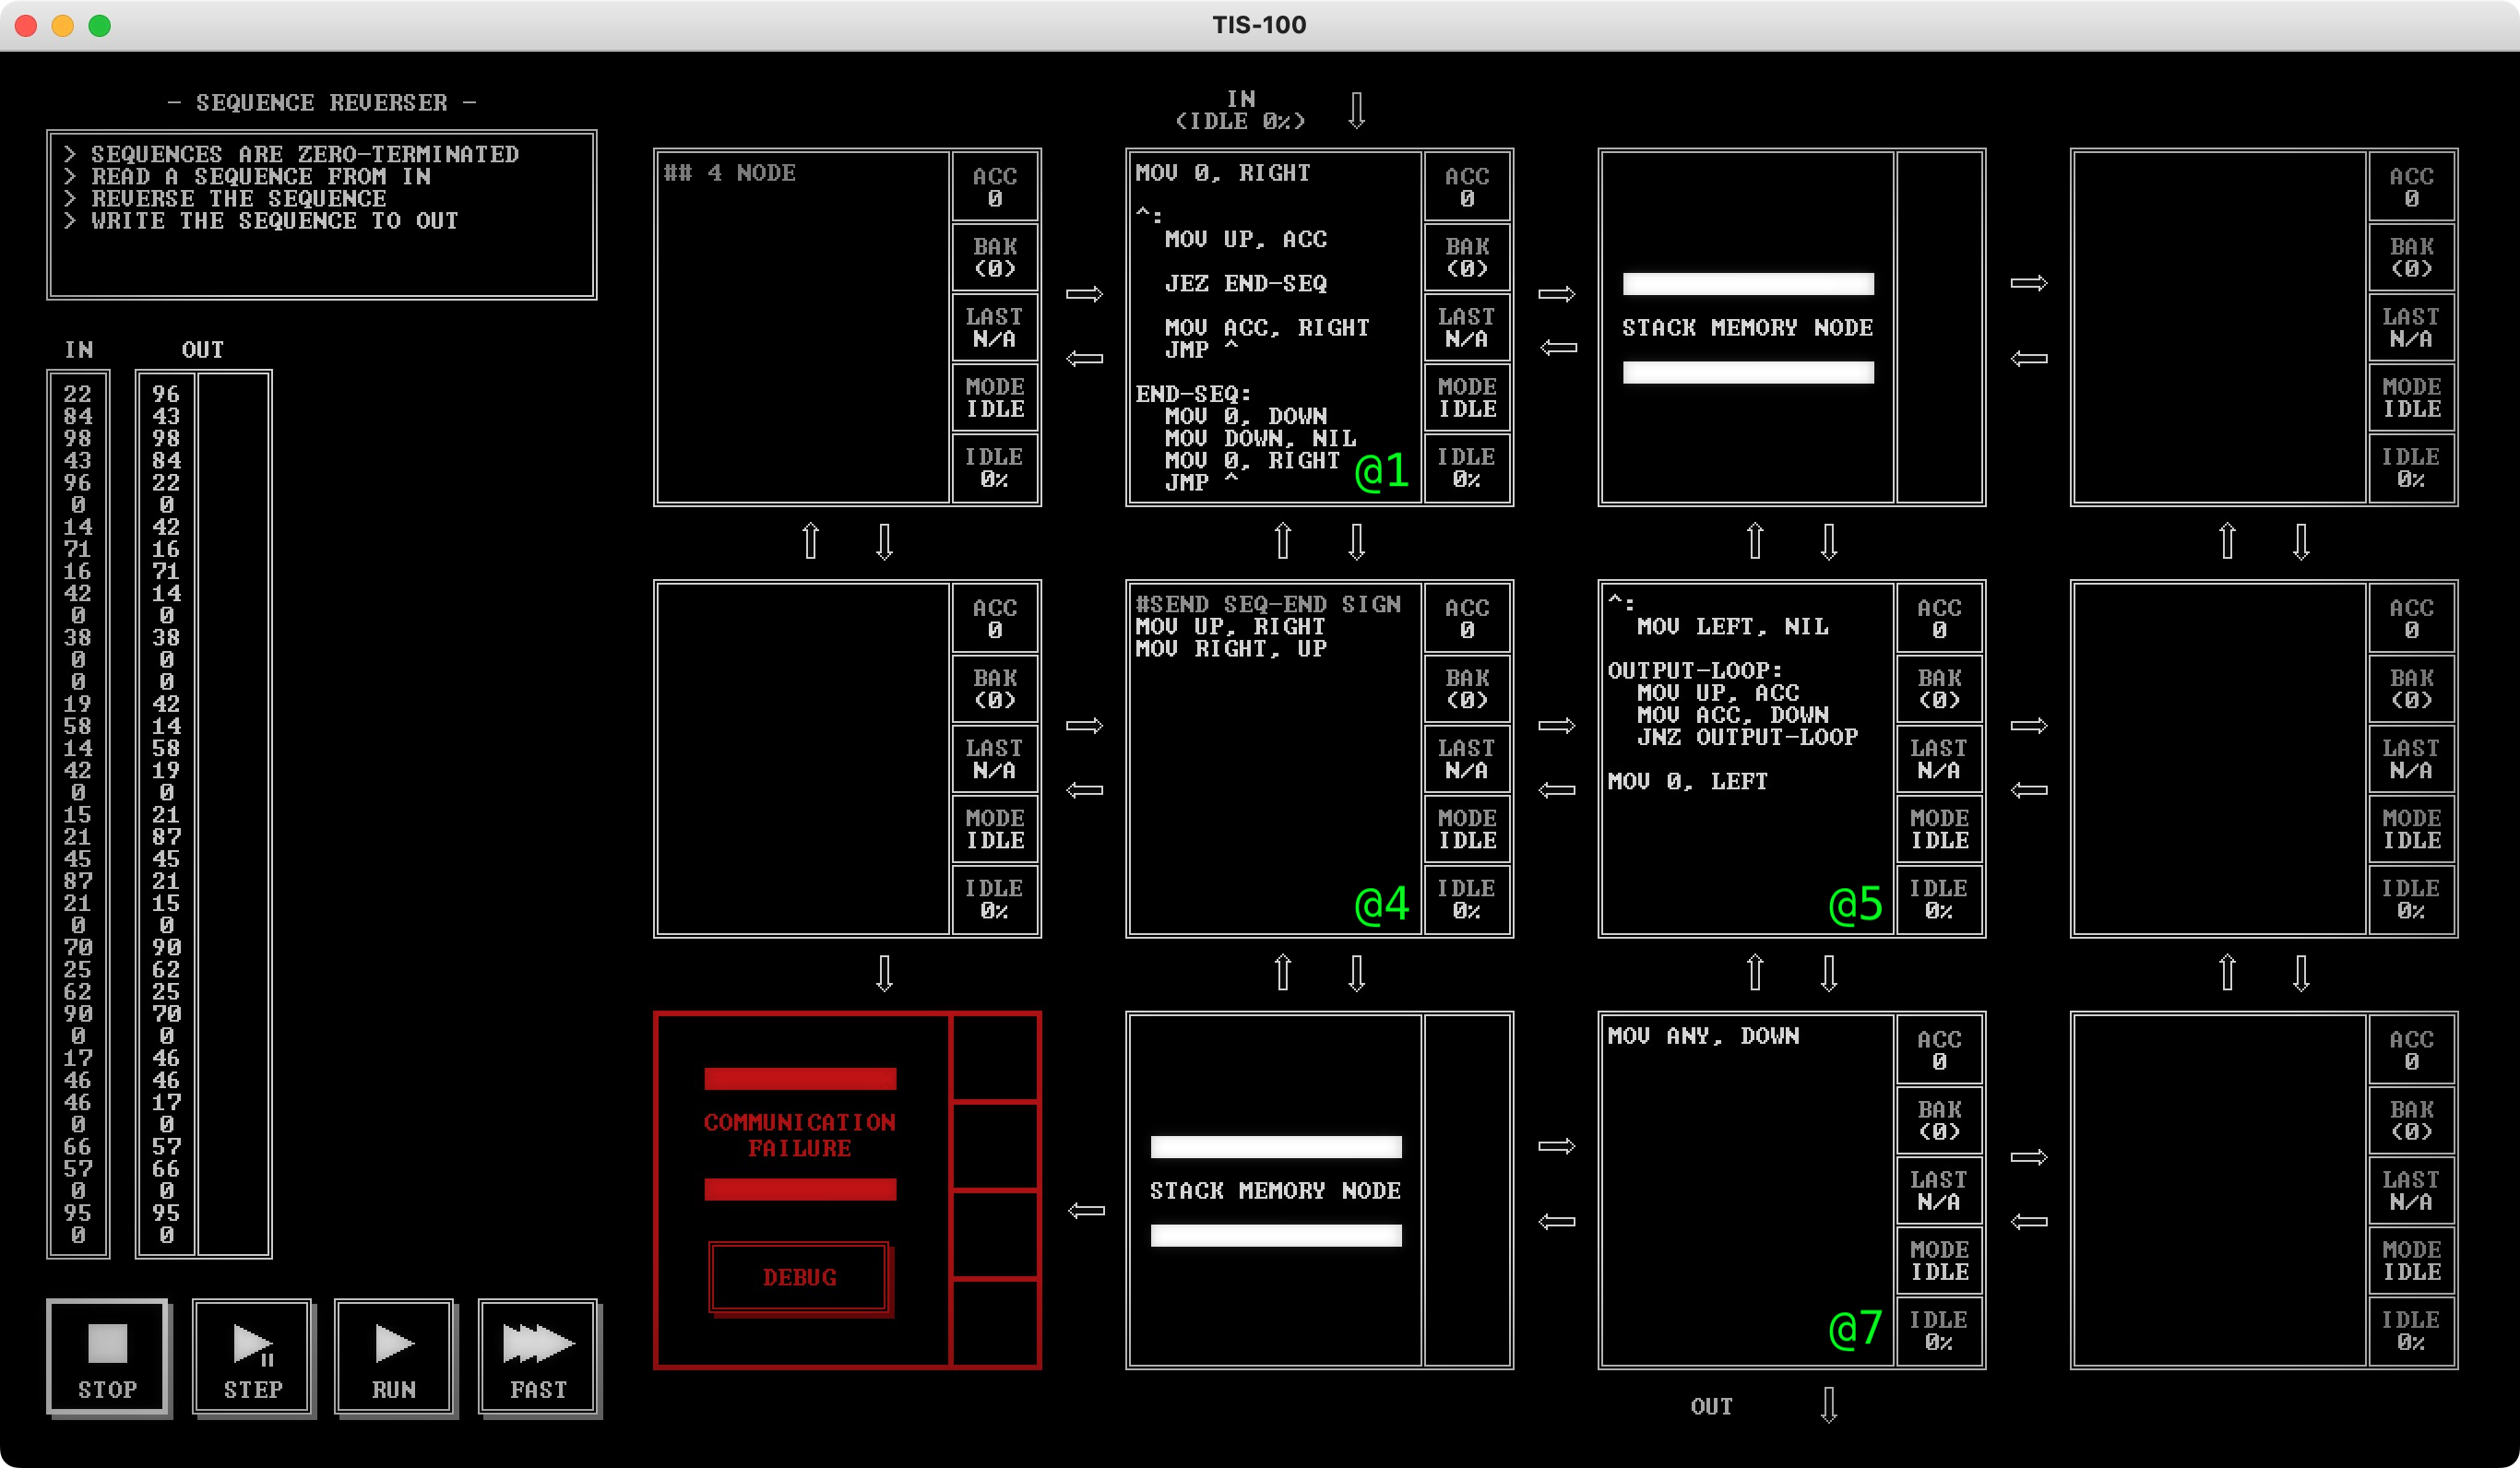 TIS-100
- SEQUENCE REVERSER -
> SEQUENCES ARE ZERO-TERMINATED
> READ A SEQUENCE FROM IN
> REVERSE THE SEQUENCE
> WRITE THE SEQUENCE TO OUT
IN OUT
22 96
84 43
98 98
43 84
96 22
0 0
14 42
71 16
16 71
42 14
0 0
38 38
0 0
0 0
19 42
58 14
14 58
42 19
0 0
15 21
21 87
45 45
87 21
21 15
0 0
70 90
25 62
62 25
90 70
0 0
17 46
46 46
46 17
0 0
66 57
57 66
0 0
95 95
0 0
STOP STEP RUN FAST
IN
(IDLE 0%)
## 4 NODE
ACC
0
BAK
(0)
LAST
N/A
MODE
IDLE
IDLE
0%
MOV 0, RIGHT
^:
MOV UP, ACC
JEZ END-SEQ
MOV ACC, RIGHT
JMP ^
END-SEQ:
MOV 0, DOWN
MOV DOWN, NIL
MOV 0, RIGHT
JMP ^
@1
ACC
0
BAK
(0)
LAST
N/A
MODE
IDLE
IDLE
0%
STACK MEMORY NODE
ACC
0
BAK
(0)
LAST
N/A
MODE
IDLE
IDLE
0%
ACC
0
BAK
(0)
LAST
N/A
MODE
IDLE
IDLE
0%
#SEND SEQ-END SIGN
MOV UP, RIGHT
MOV RIGHT, UP
@4
ACC
0
BAK
(0)
LAST
N/A
MODE
IDLE
IDLE
0%
^:
MOV LEFT, NIL
OUTPUT-LOOP:
MOV UP, ACC
MOV ACC, DOWN
JNZ OUTPUT-LOOP
MOV 0, LEFT
@5
ACC
0
BAK
(0)
LAST
N/A
MODE
IDLE
IDLE
0%
ACC
0
BAK
(0)
LAST
N/A
MODE
IDLE
IDLE
0%
COMMUNICATION
FAILURE
DEBUG
STACK MEMORY NODE
MOV ANY, DOWN
@7
ACC
0
BAK
(0)
LAST
N/A
MODE
IDLE
IDLE
0%
ACC
0
BAK
(0)
LAST
N/A
MODE
IDLE
IDLE
0%
OUT